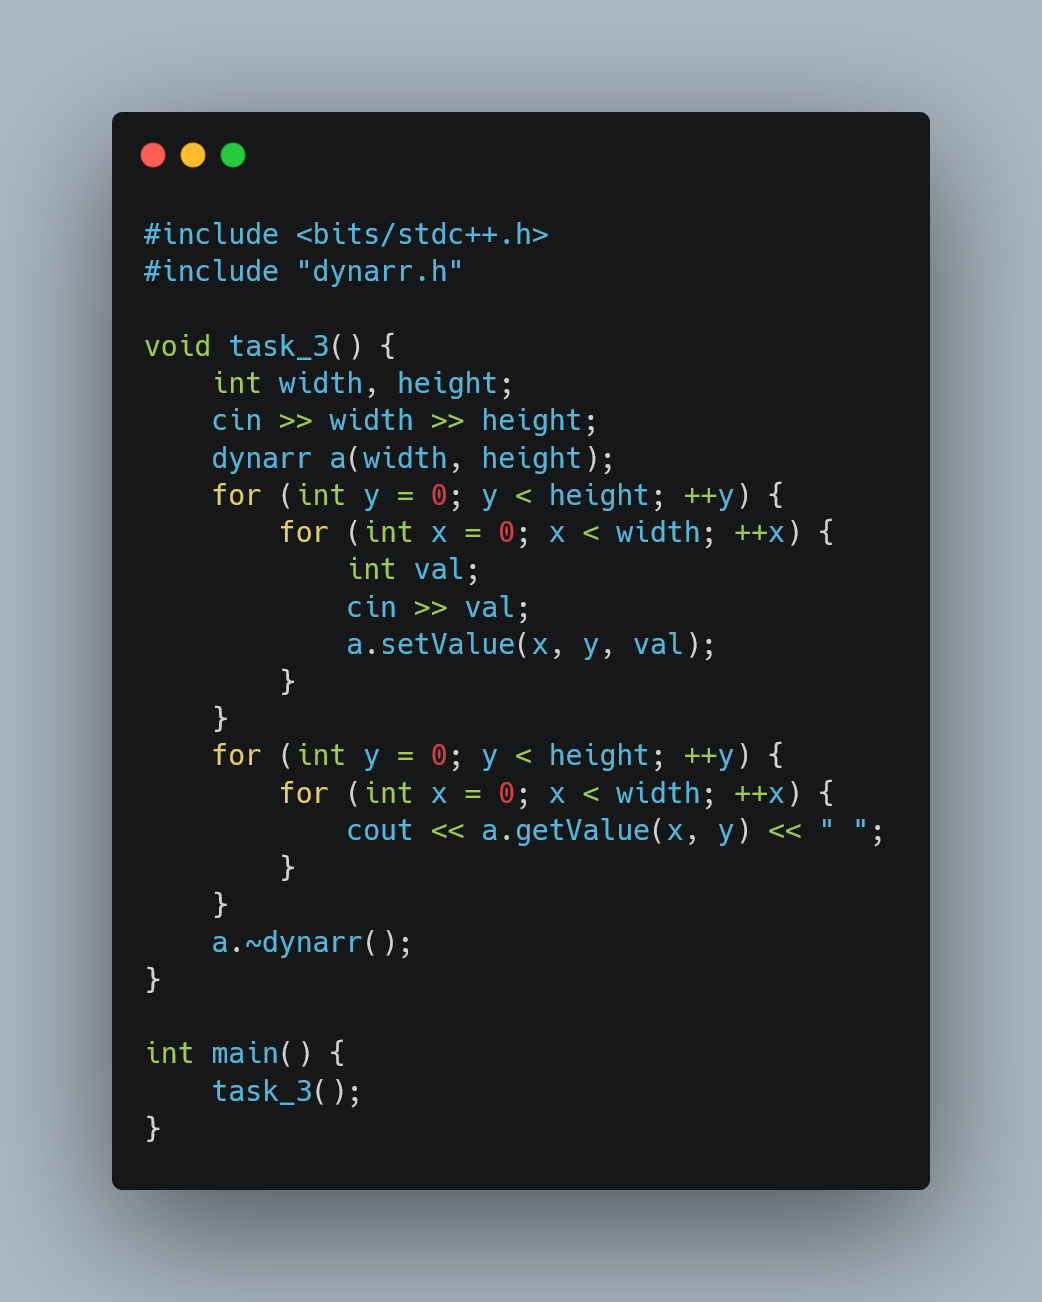 #include <bits/stdc++.h>
#include "dynarr.h"

void task_3() {
    int width, height;
    cin >> width >> height;
    dynarr a(width, height);
    for (int y = 0; y < height; ++y) {
        for (int x = 0; x < width; ++x) {
            int val;
            cin >> val;
            a.setValue(x, y, val);
        }
    }
    for (int y = 0; y < height; ++y) {
        for (int x = 0; x < width; ++x) {
            cout << a.getValue(x, y) << " ";
        }
    }
    a.~dynarr();
}

int main() {
    task_3();
}